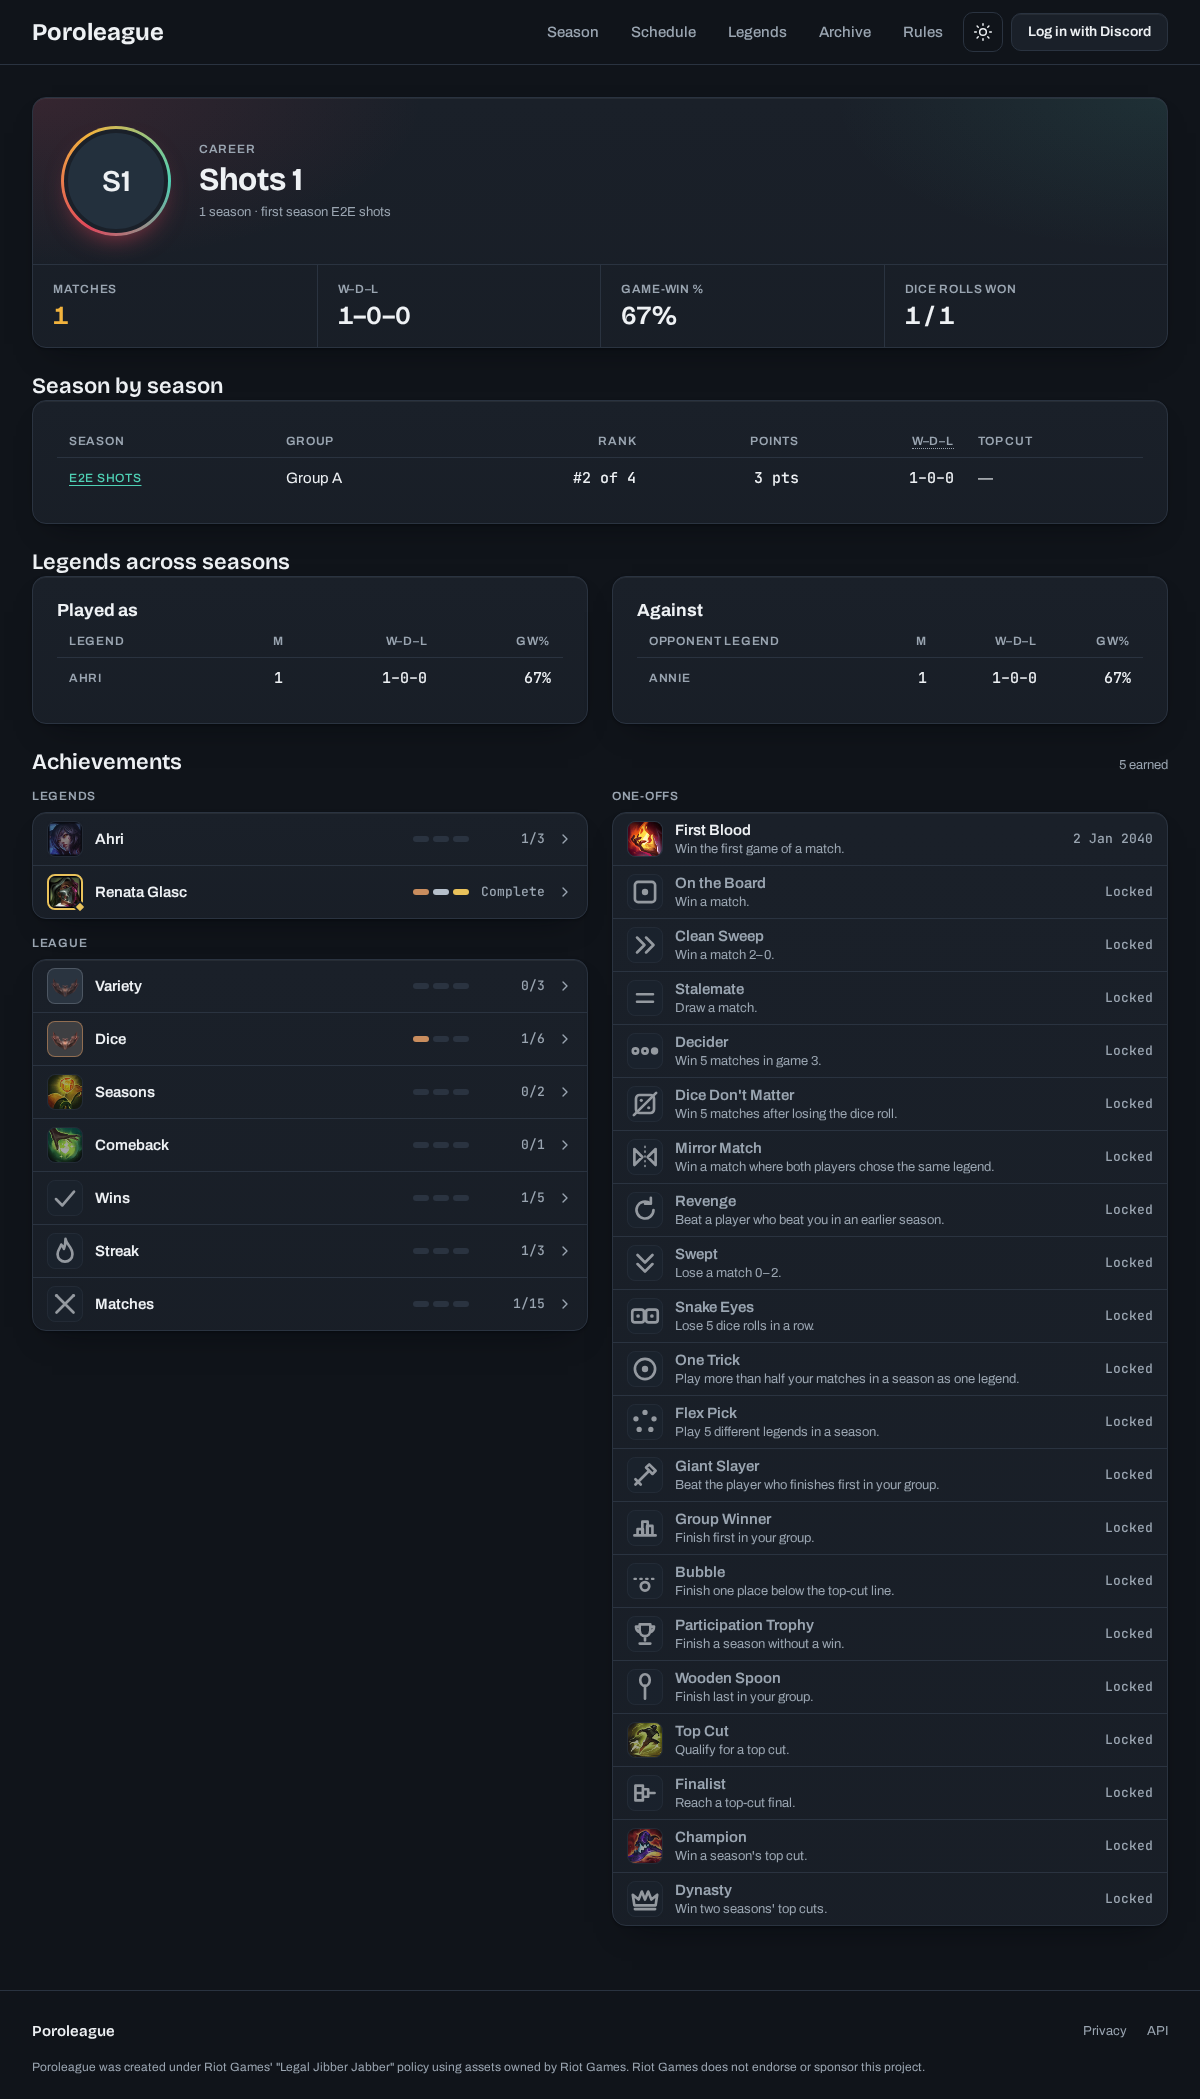 Poroleague
Season Schedule Legends Archive Rules Log in with Discord
S1
CAREER
Shots 1
1 season · first season E2E shots
MATCHES W–D–L GAME-WIN % DICE ROLLS WON
1 1–0–0 67% 1 / 1
Season by season
SEASON GROUP RANK POINTS W–D–L TOP CUT
E2E SHOTS Group A #2 of 4 3 pts 1–0–0 —
Legends across seasons
Played as
LEGEND M W–D–L GW%
AHRI 1 1–0–0 67%
Against
OPPONENT LEGEND M W–D–L GW%
ANNIE 1 1–0–0 67%
Achievements
5 earned
LEGENDS
Ahri 1/3
Renata Glasc Complete
LEAGUE
Variety 0/3
Dice 1/6
Seasons 0/2
Comeback 0/1
Wins 1/5
Streak 1/3
Matches 1/15
ONE-OFFS
First Blood
Win the first game of a match.
2 Jan 2040
On the Board
Win a match.
Locked
Clean Sweep
Win a match 2–0.
Locked
Stalemate
Draw a match.
Locked
Decider
Win 5 matches in game 3.
Locked
Dice Don't Matter
Win 5 matches after losing the dice roll.
Locked
Mirror Match
Win a match where both players chose the same legend.
Locked
Revenge
Beat a player who beat you in an earlier season.
Locked
Swept
Lose a match 0–2.
Locked
Snake Eyes
Lose 5 dice rolls in a row.
Locked
One Trick
Play more than half your matches in a season as one legend.
Locked
Flex Pick
Play 5 different legends in a season.
Locked
Giant Slayer
Beat the player who finishes first in your group.
Locked
Group Winner
Finish first in your group.
Locked
Bubble
Finish one place below the top-cut line.
Locked
Participation Trophy
Finish a season without a win.
Locked
Wooden Spoon
Finish last in your group.
Locked
Top Cut
Qualify for a top cut.
Locked
Finalist
Reach a top-cut final.
Locked
Champion
Win a season's top cut.
Locked
Dynasty
Win two seasons' top cuts.
Locked
Poroleague
Privacy API
Poroleague was created under Riot Games' "Legal Jibber Jabber" policy using assets owned by Riot Games. Riot Games does not endorse or sponsor this project.